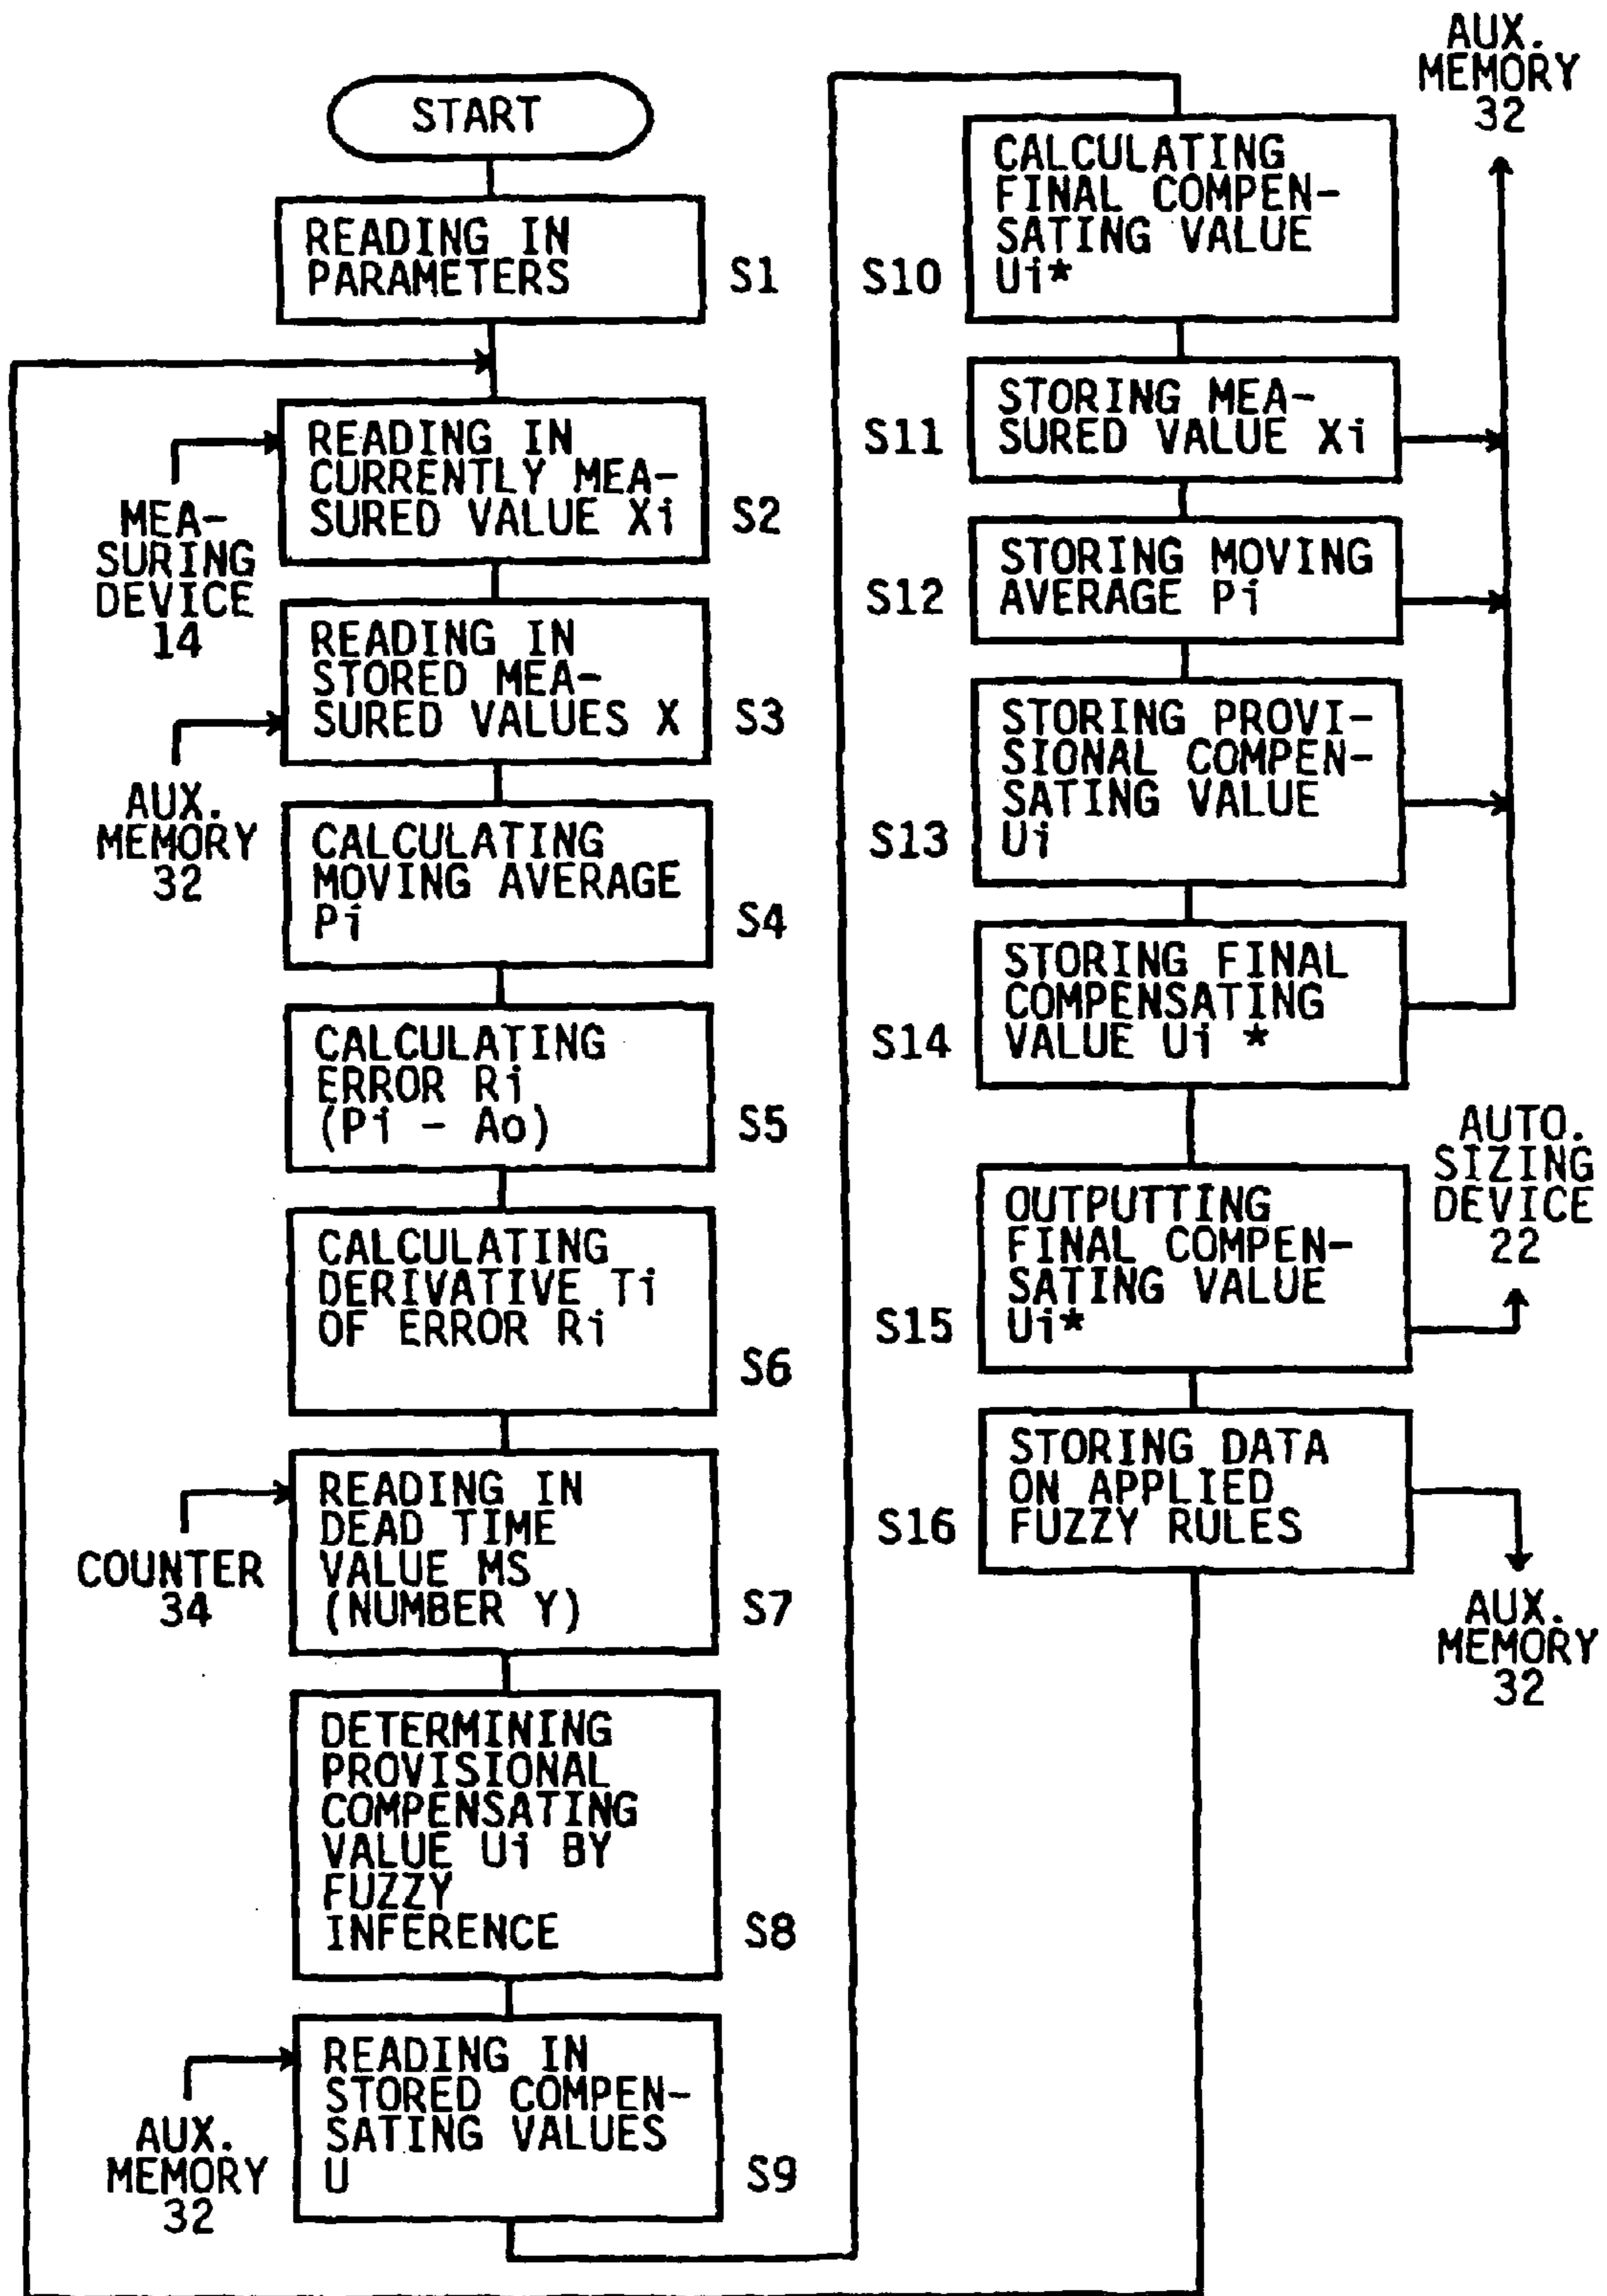 START
READING IN
PARAMETERS
S1
READING IN
CURRENTLY MEA-
SURED VALUE Xi
S2
MEA-
SURING
DEVICE
14
READING IN
STORED MEA-
SURED VALUES X
S3
AUX.
MEMORY
32
CALCULATING
MOVING AVERAGE
Pi
S4
CALCULATING
ERROR Ri
(Pi - Ao)
S5
CALCULATING
DERIVATIVE Ti
OF ERROR Ri
S6
READING IN
DEAD TIME
VALUE MS
(NUMBER Y)
S7
COUNTER
34
DETERMINING
PROVISIONAL
COMPENSATING
VALUE Ui BY
FUZZY
INFERENCE
S8
READING IN
STORED COMPEN-
SATING VALUES
U
S9
AUX.
MEMORY
32
CALCULATING
FINAL COMPEN-
SATING VALUE
Ui*
S10
AUX.
MEMORY
32
STORING MEA-
SURED VALUE Xi
S11
STORING MOVING
AVERAGE Pi
S12
STORING PROVI-
SIONAL COMPEN-
SATING VALUE
Ui
S13
STORING FINAL
COMPENSATING
VALUE Ui *
S14
OUTPUTTING
FINAL COMPEN-
SATING VALUE
Ui*
S15
AUTO.
SIZING
DEVICE
22
STORING DATA
ON APPLIED
FUZZY RULES
S16
AUX.
MEMORY
32